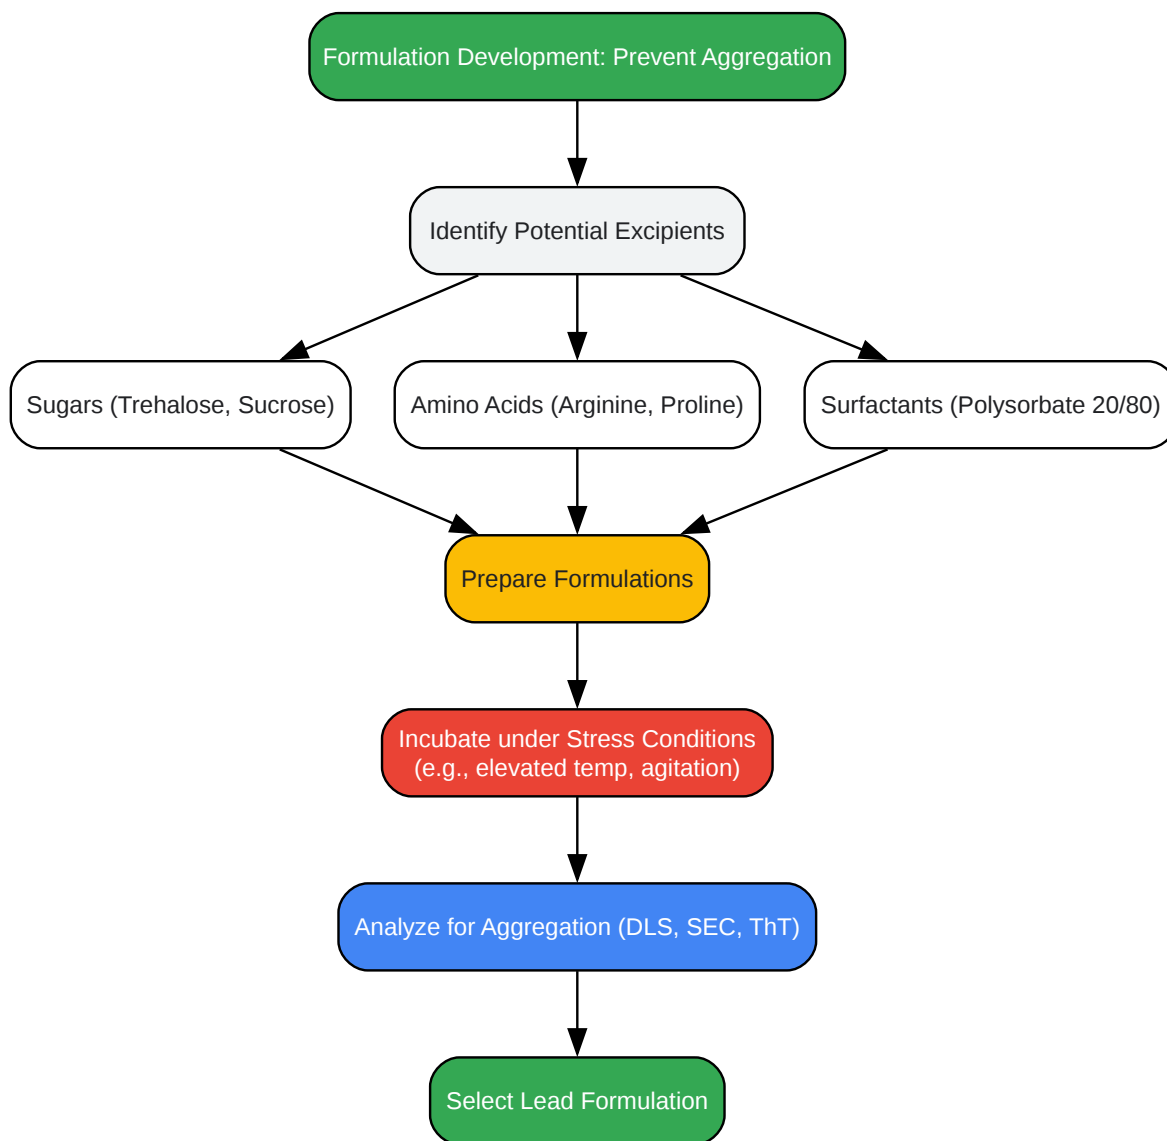 Formulation Development: Prevent Aggregation
Identify Potential Excipients
Sugars (Trehalose, Sucrose)
Amino Acids (Arginine, Proline)
Surfactants (Polysorbate 20/80)
Prepare Formulations
Incubate under Stress Conditions
(e.g., elevated temp, agitation)
Analyze for Aggregation (DLS, SEC, ThT)
Select Lead Formulation